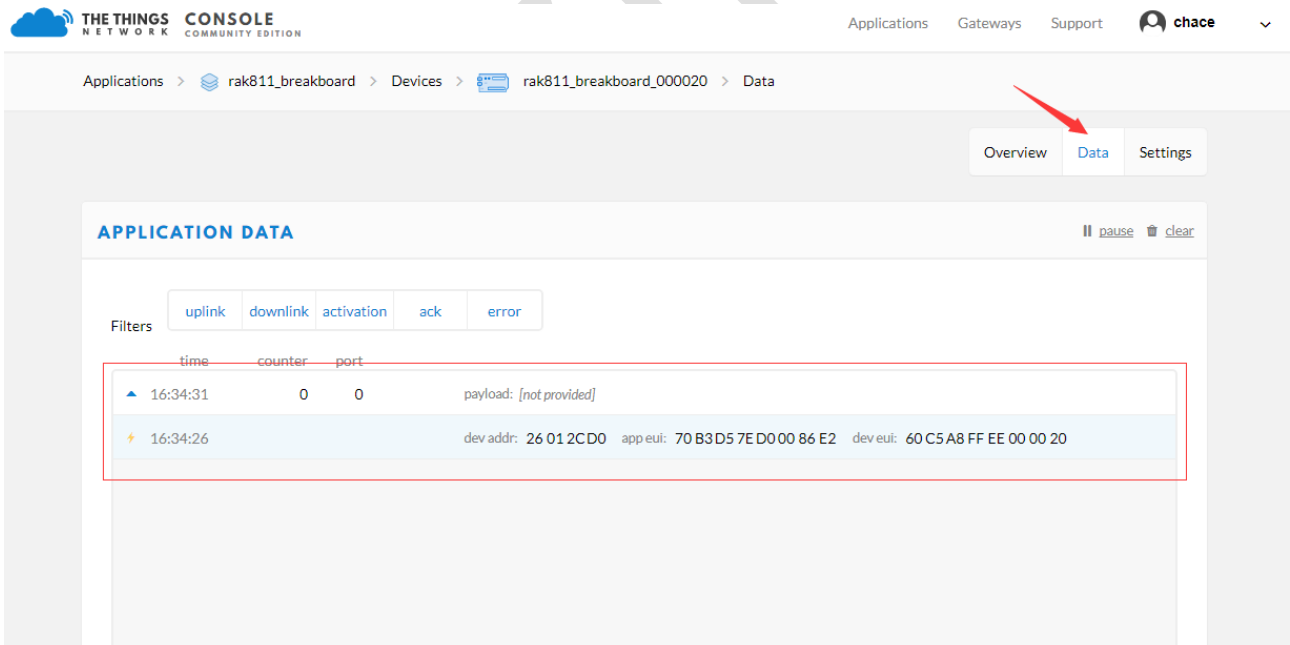 THE THINGS CONSOLE
NETWORK COMMUNITY EDITION
Applications Gateways Support chace
Applications > rak811_breakboard > Devices > rak811_breakboard_000020 > Data
Overview Data Settings
APPLICATION DATA
pause clear
uplink downlink activation ack error
Filters
time counter port
16:34:31 0 0 payload: [not provided]
16:34:26 dev addr: 26 01 2C D0 app eui: 70 B3 D5 7E D0 00 86 E2 dev eui: 60 C5 A8 FF EE 00 00 20